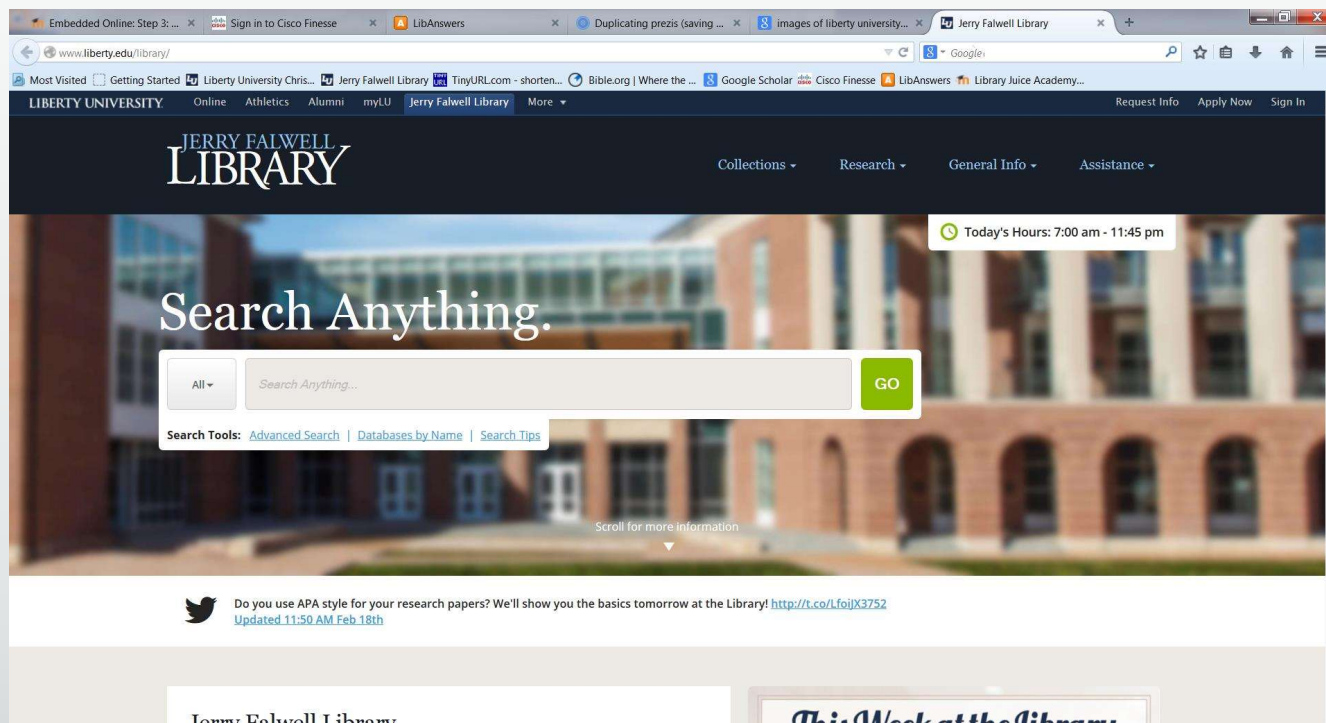 Embedded Online: Step 3: ... Sign in to Cisco Finesse LibAnswers Duplicating prezis (saving ... images of liberty university... Jerry Falwell Library
www.liberty.edu/library/ Google
Most Visited Getting Started Liberty University Chris... Jerry Falwell Library TinyURL.com - shorten... Bible.org | Where the ... Google Scholar Cisco Finesse LibAnswers Library Juice Academy...
LIBERTY UNIVERSITY. Online Athletics Alumni myLU Jerry Falwell Library More Request Info Apply Now Sign In
JERRY FALWELL
LIBRARY
Collections Research General Info Assistance
Today's Hours: 7:00 am - 11:45 pm
Search Anything.
All Search Anything... GO
Search Tools: Advanced Search | Databases by Name | Search Tips
Scroll for more information
Do you use APA style for your research papers? We'll show you the basics tomorrow at the Library! http://t.co/LfoiJX3752
Updated 11:50 AM Feb 18th
Jerry Falwell Library
This Week at the Library